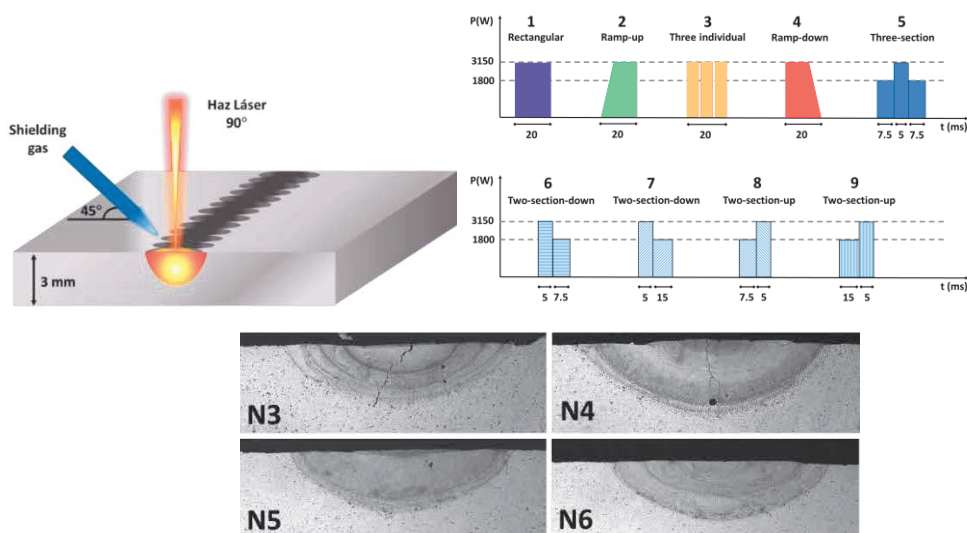 Haz Láser
90°
Shielding
gas
45°
3 mm
P(W)
1 2 3 4 5
Rectangular Ramp-up Three individual Ramp-down Three-section
3150
1800
t (ms)
20 20 20 20 7.5 5 7.5
P(W)
6 7 8 9
Two-section-down Two-section-down Two-section-up Two-section-up
3150
1800
t (ms)
5 7.5 5 15 7.5 5 15 5
N3 N4
N5 N6